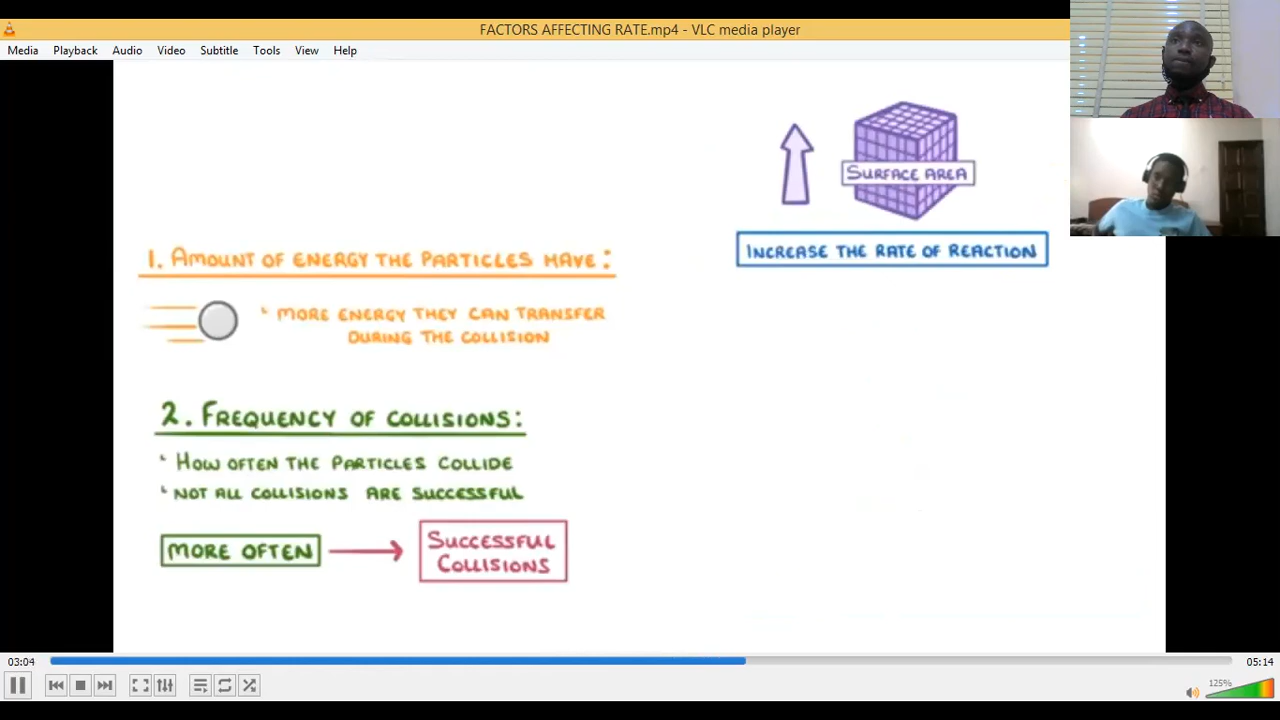 FACTORS AFFECTING RATE.mp4 - VLC media player
Media Playback Audio Video Subtitle Tools View Help
SURFACE AREA
INCREASE THE RATE OF REACTION
1. AMOUNT OF ENERGY THE PARTICLES HAVE:
MORE ENERGY THEY CAN TRANSFER
DURING THE COLLISION
2. FREQUENCY OF COLLISIONS:
HOW OFTEN THE PARTICLES COLLIDE
NOT ALL COLLISIONS ARE SUCCESSFUL
MORE OFTEN
SUCCESSFUL
COLLISIONS
03:04
05:14
125%